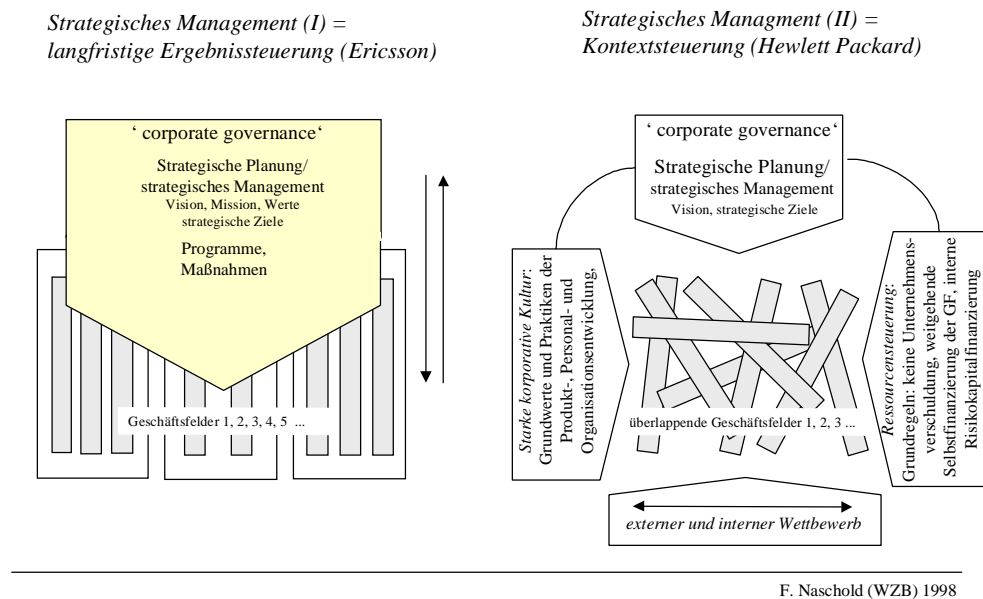 Strategisches Management (I) =
langfristige Ergebnissteuerung (Ericsson)
‘ corporate governance‘
Strategische Planung/
strategisches Management
Vision, Mission, Werte
strategische Ziele
Programme,
Maßnahmen
Geschäftsfelder 1, 2, 3, 4, 5 ...
Strategisches Managment (II) =
Kontextsteuerung (Hewlett Packard)
‘ corporate governance‘
Strategische Planung/
strategisches Management
Vision, strategische Ziele
Starke korporative Kultur:
Grundwerte und Praktiken der
Produkt-, Personal- und
Organisationsentwicklung,
überlappende Geschäftsfelder 1, 2, 3 ...
Ressourcensteuerung:
Grundregeln: keine Unternehmens-
verschuldung, weitgehende
Selbstfinanzierung der GF, interne
Risikokapitalfinanzierung
externer und interner Wettbewerb
F. Naschold (WZB) 1998